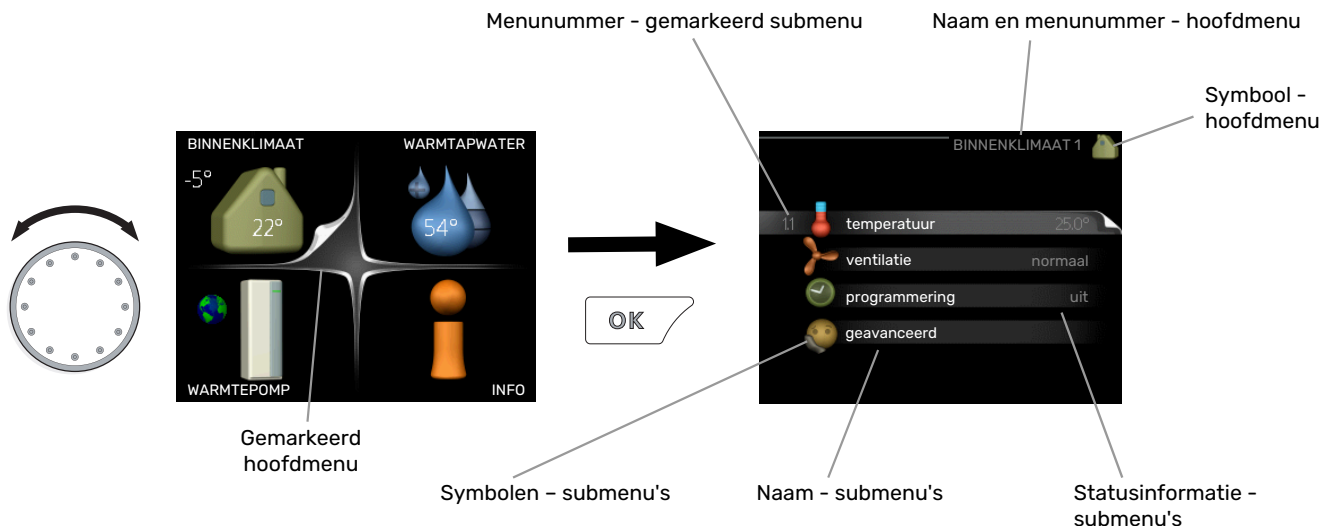 Menunummer - gemarkeerd submenu
Naam en menunummer - hoofdmenu
Symbool -
hoofdmenu
BINNENKLIMAAT
WARMTAPWATER
-5°
22°
54°
WARMTEPOMP
INFO
OK
BINNENKLIMAAT 1
1.1
temperatuur
25.0°
ventilatie
normaal
programmering
uit
geavanceerd
Gemarkeerd
hoofdmenu
Symbolen – submenu's
Naam - submenu's
Statusinformatie -
submenu's